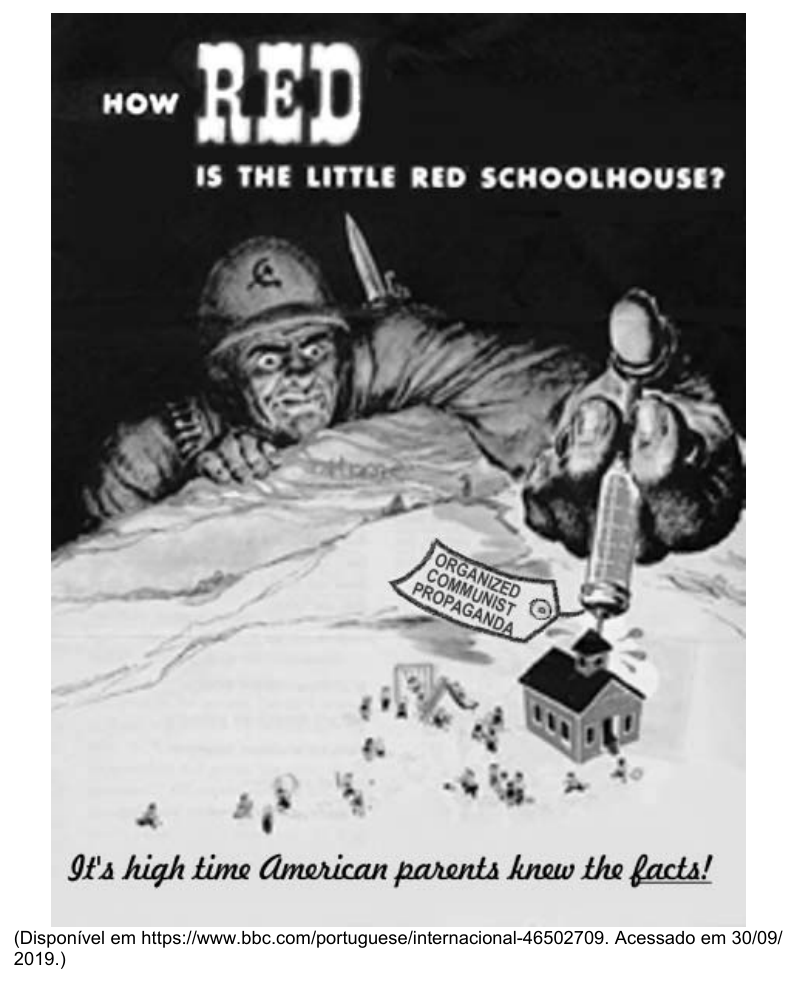 HOW RED
IS THE LITTLE RED SCHOOLHOUSE?
ORGANIZED
COMMUNIST
PROPAGANDA
It's high time American parents knew the facts!
(Disponível em https://www.bbc.com/portuguese/internacional-46502709. Acessado em 30/09/
2019.)